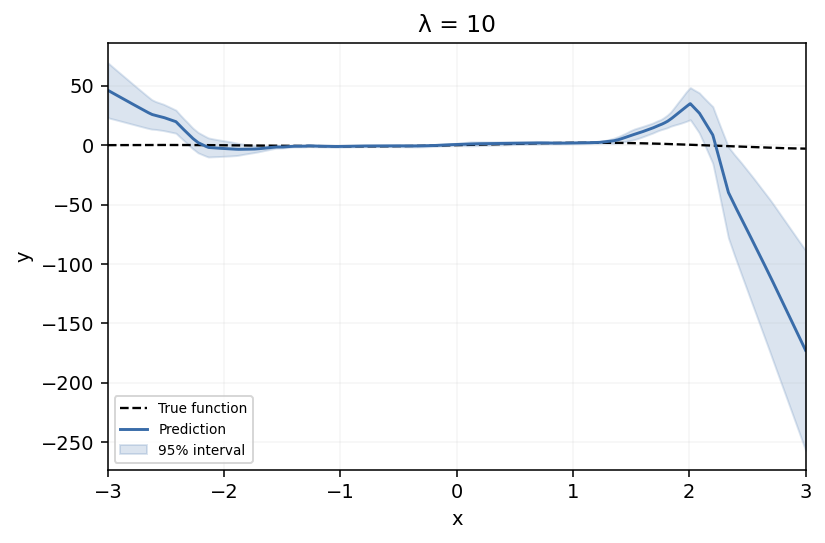 λ = 10
50
0
−50
−100
−150
−200
−250
y
True function
Prediction
95% interval
−3
−2
−1
0
1
2
3
x